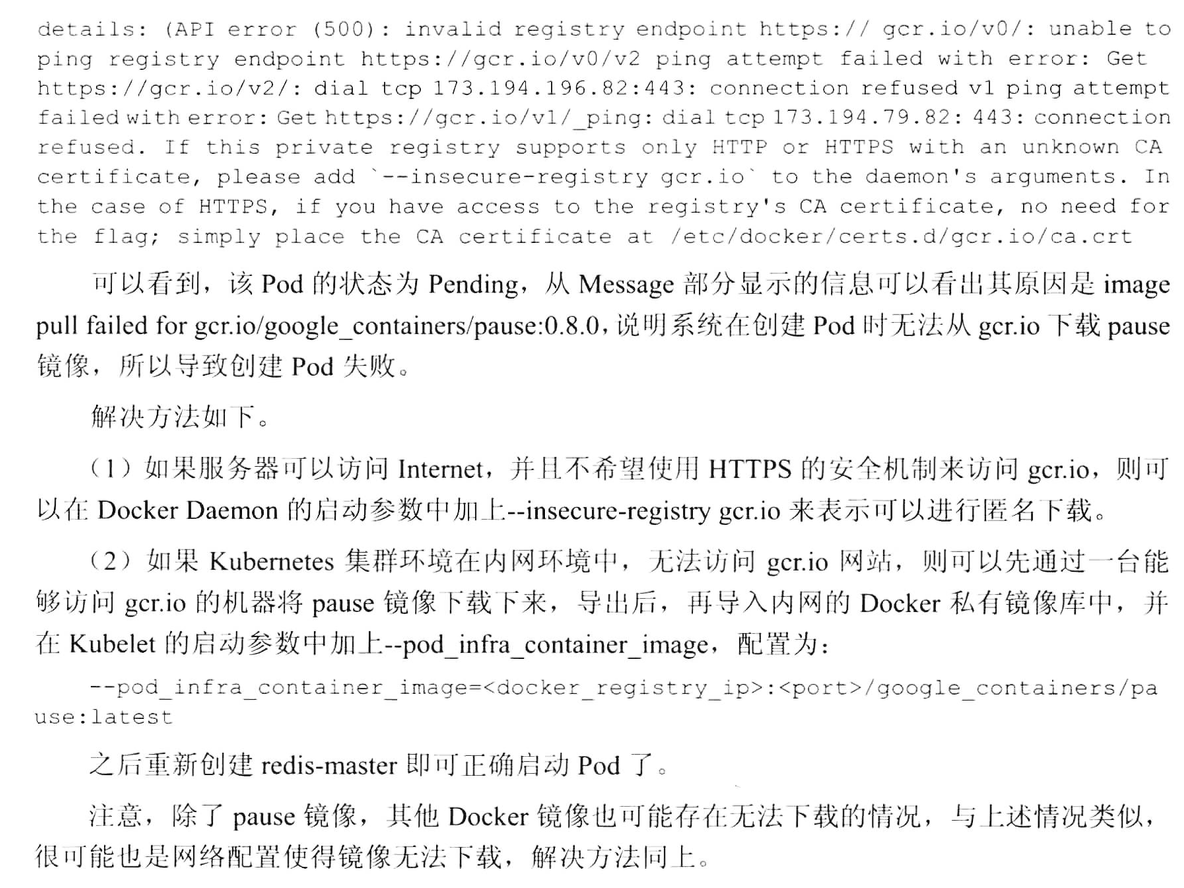 details: (API error (500): invalid registry endpoint https:// gcr.io/v0/: unable to
ping registry endpoint https://gcr.io/v0/v2 ping attempt failed with error: Get
https://gcr.io/v2/: dial tcp 173.194.196.82:443: connection refused v1 ping attempt
failed with error: Get https://gcr.io/v1/_ping: dial tcp 173.194.79.82: 443: connection
refused. If this private registry supports only HTTP or HTTPS with an unknown CA
certificate, please add `--insecure-registry gcr.io` to the daemon's arguments. In
the case of HTTPS, if you have access to the registry's CA certificate, no need for
the flag; simply place the CA certificate at /etc/docker/certs.d/gcr.io/ca.crt
可以看到，该 Pod 的状态为 Pending，从 Message 部分显示的信息可以看出其原因是 image
pull failed for gcr.io/google_containers/pause:0.8.0，说明系统在创建 Pod 时无法从 gcr.io 下载 pause
镜像，所以导致创建 Pod 失败。
解决方法如下。
（1）如果服务器可以访问 Internet，并且不希望使用 HTTPS 的安全机制来访问 gcr.io，则可
以在 Docker Daemon 的启动参数中加上--insecure-registry gcr.io 来表示可以进行匿名下载。
（2）如果 Kubernetes 集群环境在内网环境中，无法访问 gcr.io 网站，则可以先通过一台能
够访问 gcr.io 的机器将 pause 镜像下载下来，导出后，再导入内网的 Docker 私有镜像库中，并
在 Kubelet 的启动参数中加上--pod_infra_container_image，配置为：
--pod_infra_container_image=<docker_registry_ip>:<port>/google_containers/pa
use:latest
之后重新创建 redis-master 即可正确启动 Pod 了。
注意，除了 pause 镜像，其他 Docker 镜像也可能存在无法下载的情况，与上述情况类似，
很可能也是网络配置使得镜像无法下载，解决方法同上。